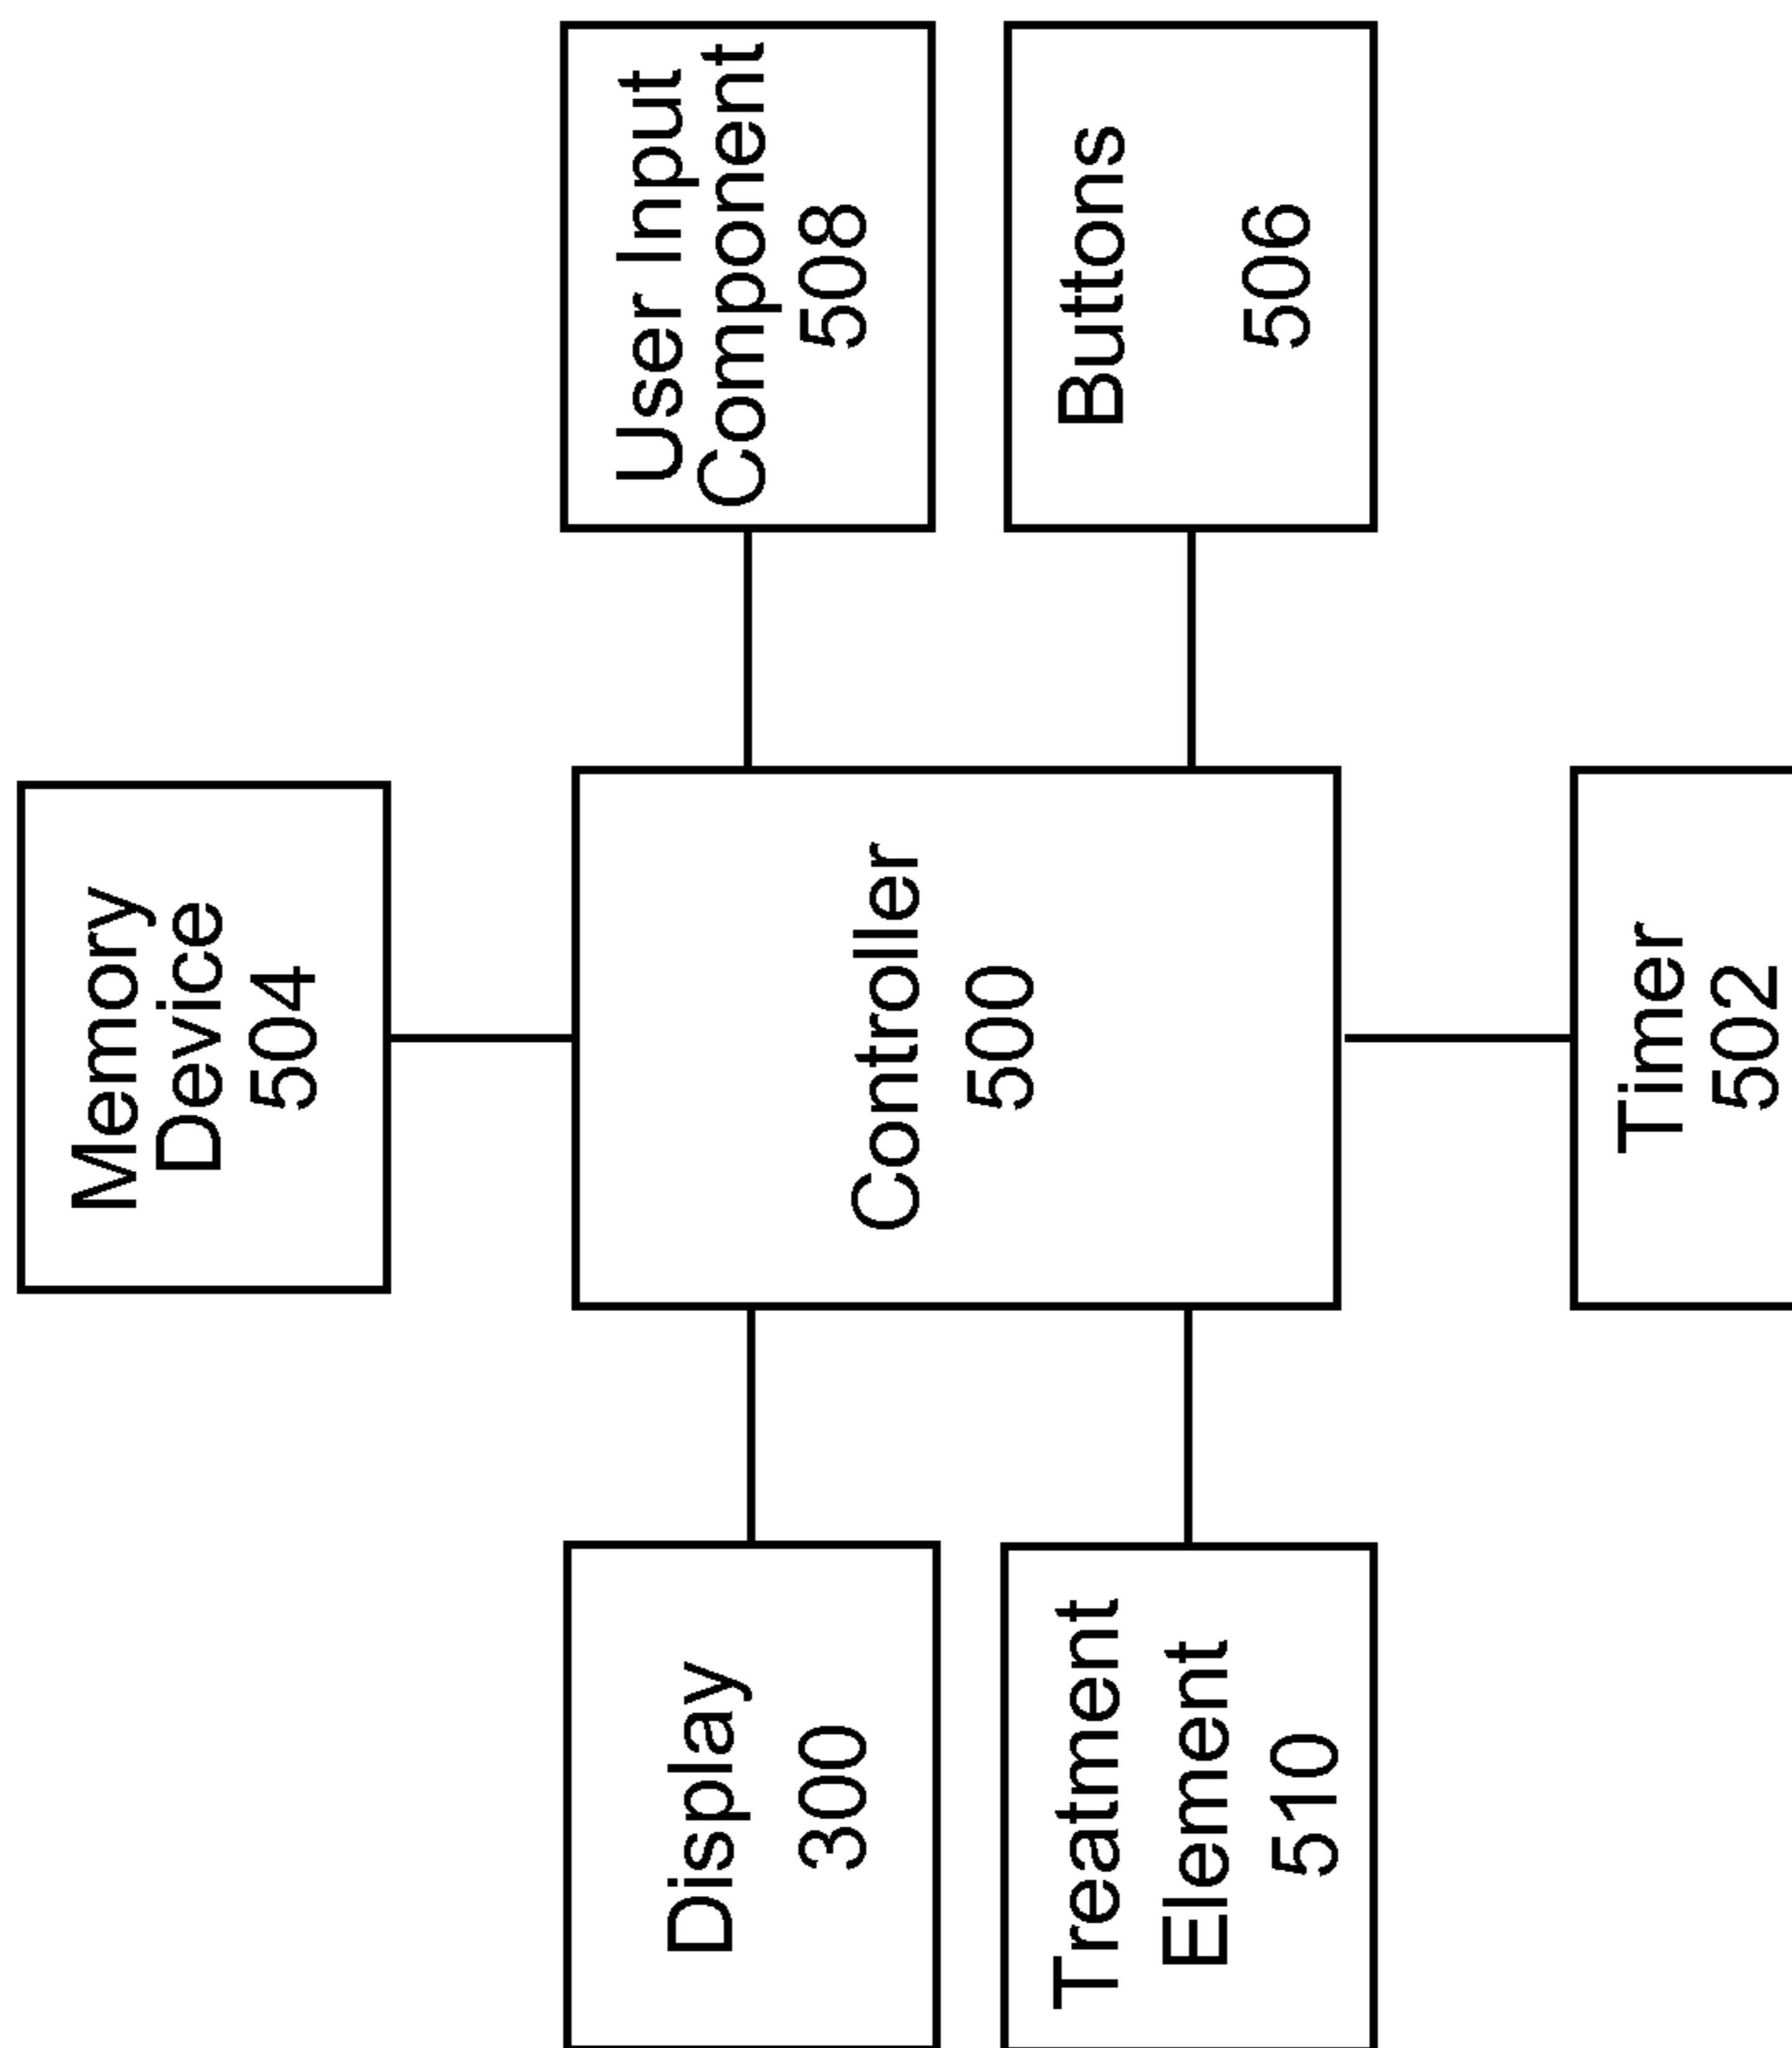 Memory
Device
504
Display
300
Controller
500
User Input
Component
508
Treatment
Element
510
Buttons
506
Timer
502